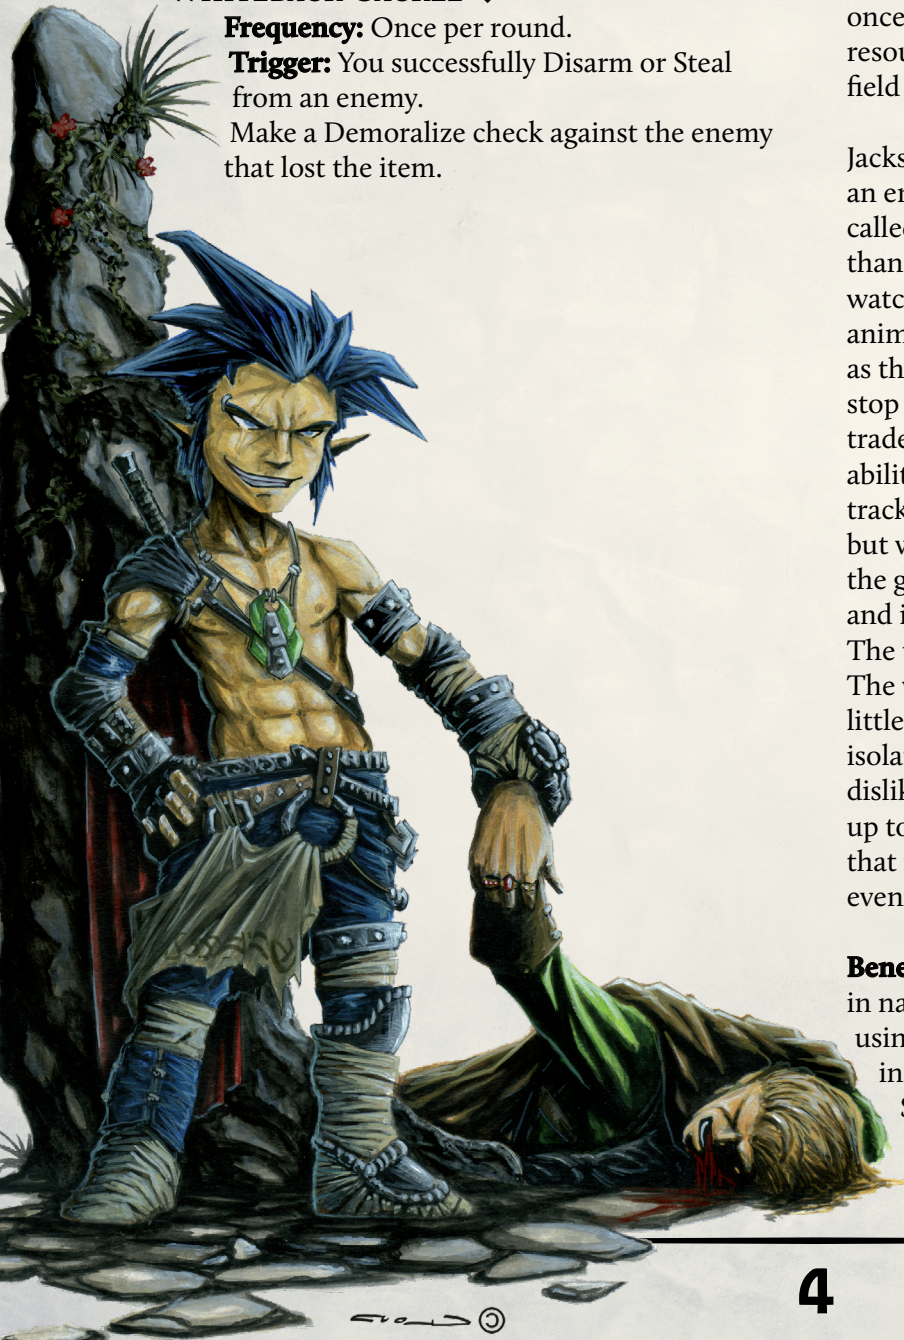 Frequency: Once per round.
Trigger: You successfully Disarm or Steal
from an enemy.
Make a Demoralize check against the enemy
that lost the item.
once
resou
field
Jacks
an en
calle
than
watc
anim
as th
stop
trade
abilit
track
but v
the g
and i
The
The
little
isola
dislik
up to
that
even
Bene
in na
usin
in
4